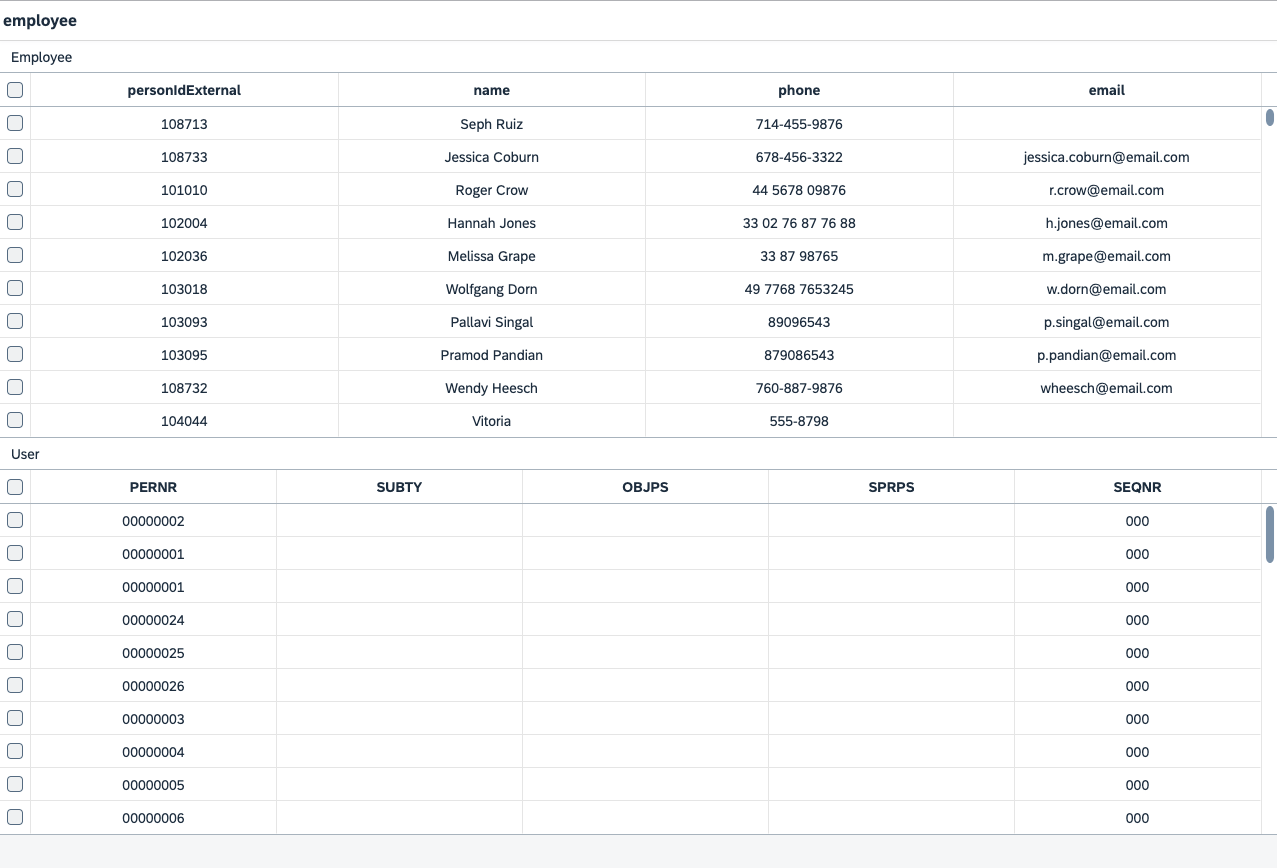 employee
Employee
personIdExternal name phone email
108713 Seph Ruiz 714-455-9876
108733 Jessica Coburn 678-456-3322 jessica.coburn@email.com
101010 Roger Crow 44 5678 09876 r.crow@email.com
102004 Hannah Jones 33 02 76 87 76 88 h.jones@email.com
102036 Melissa Grape 33 87 98765 m.grape@email.com
103018 Wolfgang Dorn 49 7768 7653245 w.dorn@email.com
103093 Pallavi Singal 89096543 p.singal@email.com
103095 Pramod Pandian 879086543 p.pandian@email.com
108732 Wendy Heesch 760-887-9876 wheesch@email.com
104044 Vitoria 555-8798
User
PERNR SUBTY OBJPS SPRPS SEQNR
00000002 000
00000001 000
00000001 000
00000024 000
00000025 000
00000026 000
00000003 000
00000004 000
00000005 000
00000006 000